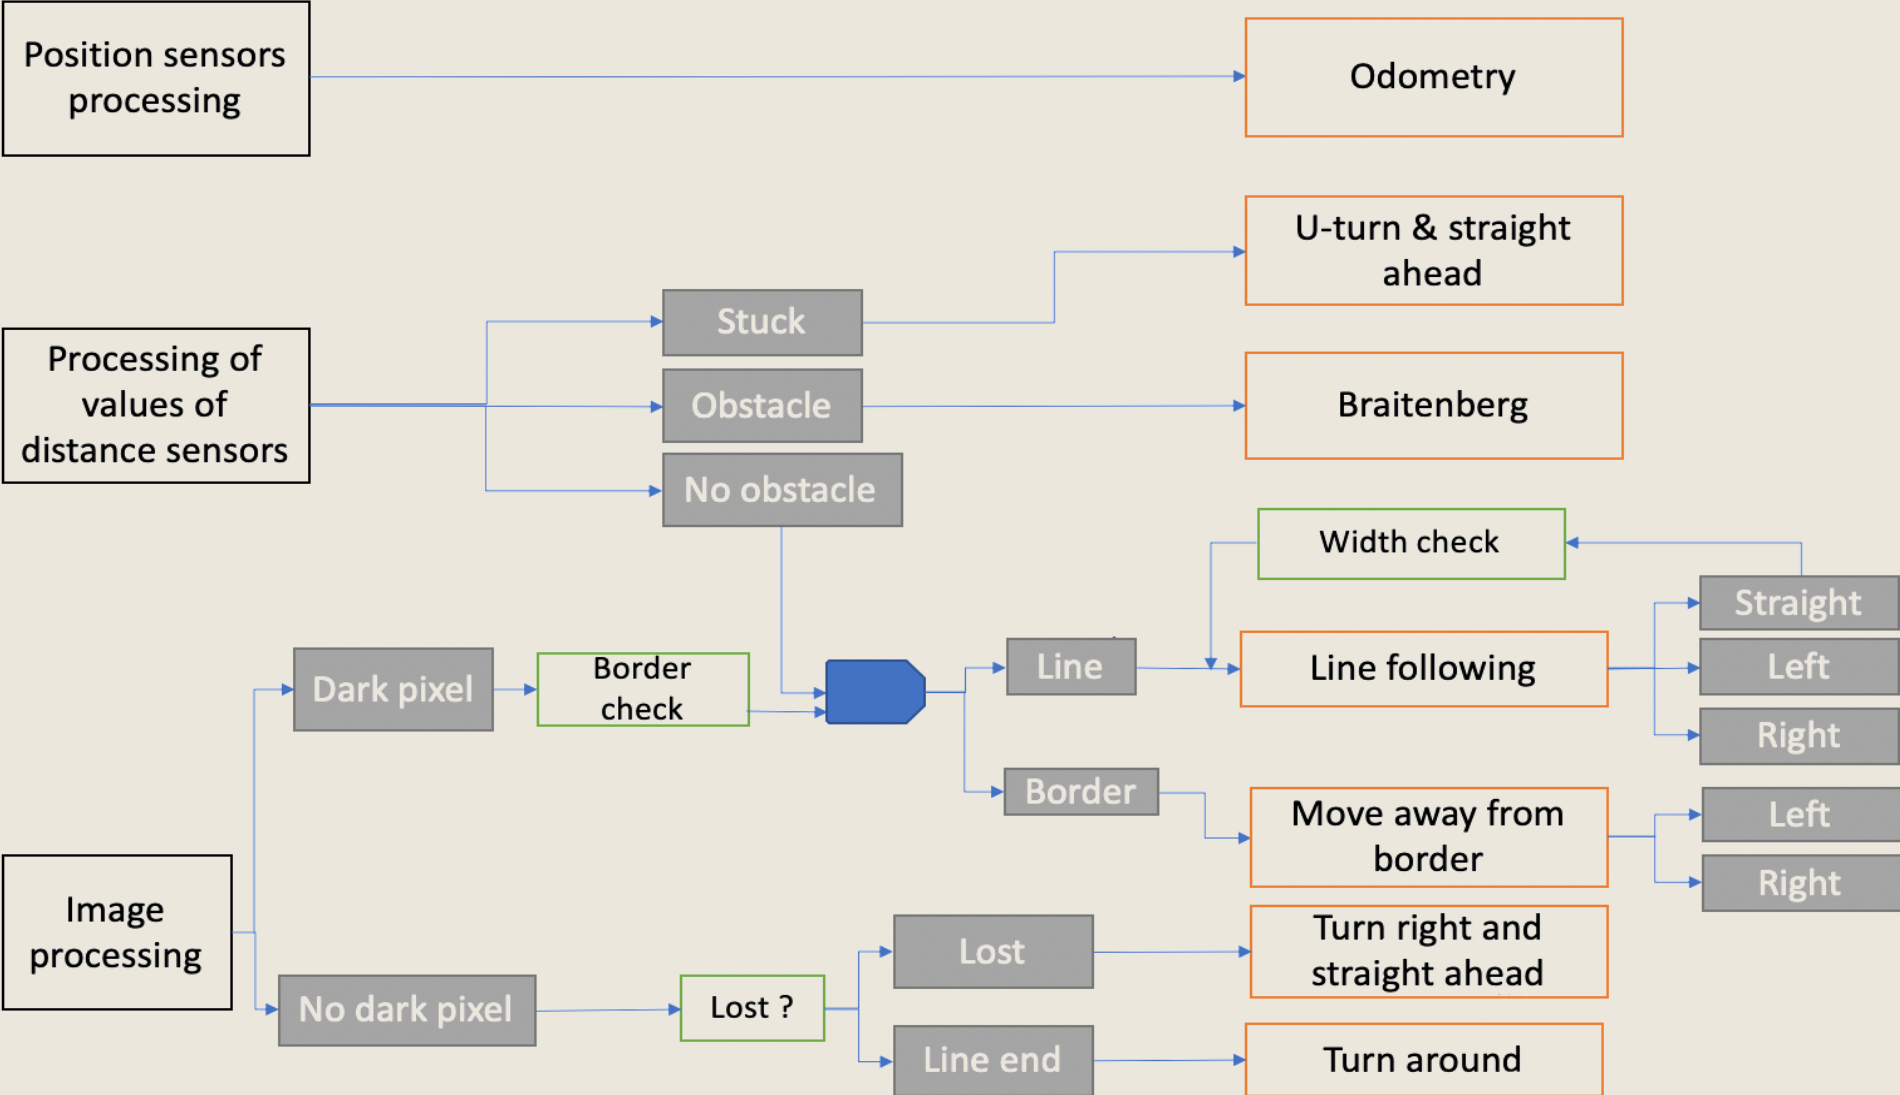 Position sensors
processing
Odometry
U-turn & straight
ahead
Stuck
Processing of
values of
distance sensors
Obstacle
Braitenberg
No obstacle
Width check
Straight
Line
Line following
Left
Dark pixel
Border
check
Right
Border
Move away from
border
Left
Right
Image
processing
Lost
Turn right and
straight ahead
No dark pixel
Lost ?
Line end
Turn around